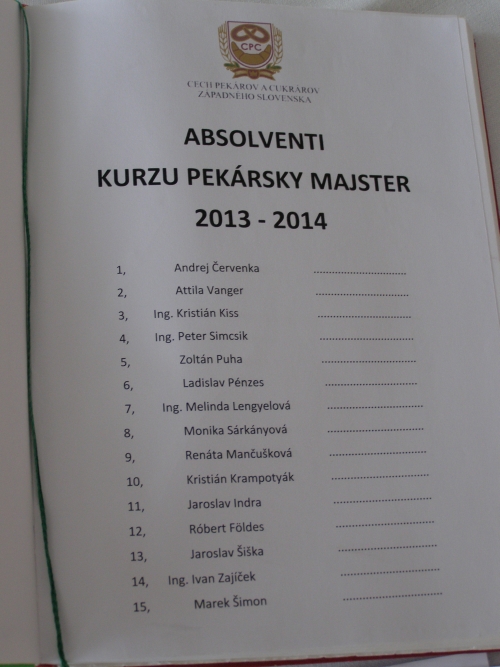 CPC
CECH PEKÁROV A CUKRÁROV
ZÁPADNÉHO SLOVENSKA
ABSOLVENTI
KURZU PEKÁRSKY MAJSTER
2013 - 2014
1, Andrej Červenka ...............................
2, Attila Vanger ...............................
3, Ing. Kristián Kiss ...............................
4, Ing. Peter Simcsik ...............................
5, Zoltán Puha ...............................
6, Ladislav Pénzes ...............................
7, Ing. Melinda Lengyelová ...............................
8, Monika Sárkányová ...............................
9, Renáta Mančušková ...............................
10, Kristián Krampotyák ...............................
11, Jaroslav Indra ...............................
12, Róbert Földes ...............................
13, Jaroslav Šiška ...............................
14, Ing. Ivan Zajíček ...............................
15, Marek Šimon ...............................